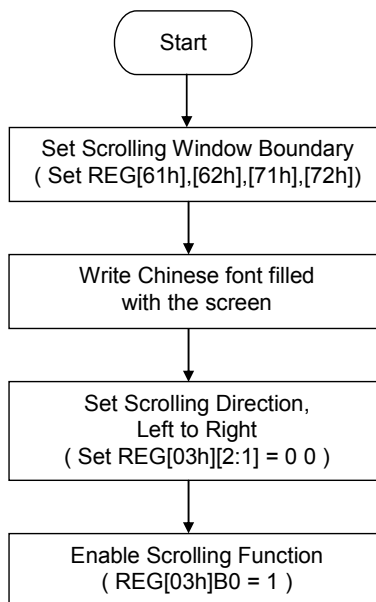 Start
Set Scrolling Window Boundary
( Set REG[61h],[62h],[71h],[72h])
Write Chinese font filled
with the screen
Set Scrolling Direction,
Left to Right
( Set REG[03h][2:1] = 0 0 )
Enable Scrolling Function
( REG[03h]B0 = 1 )